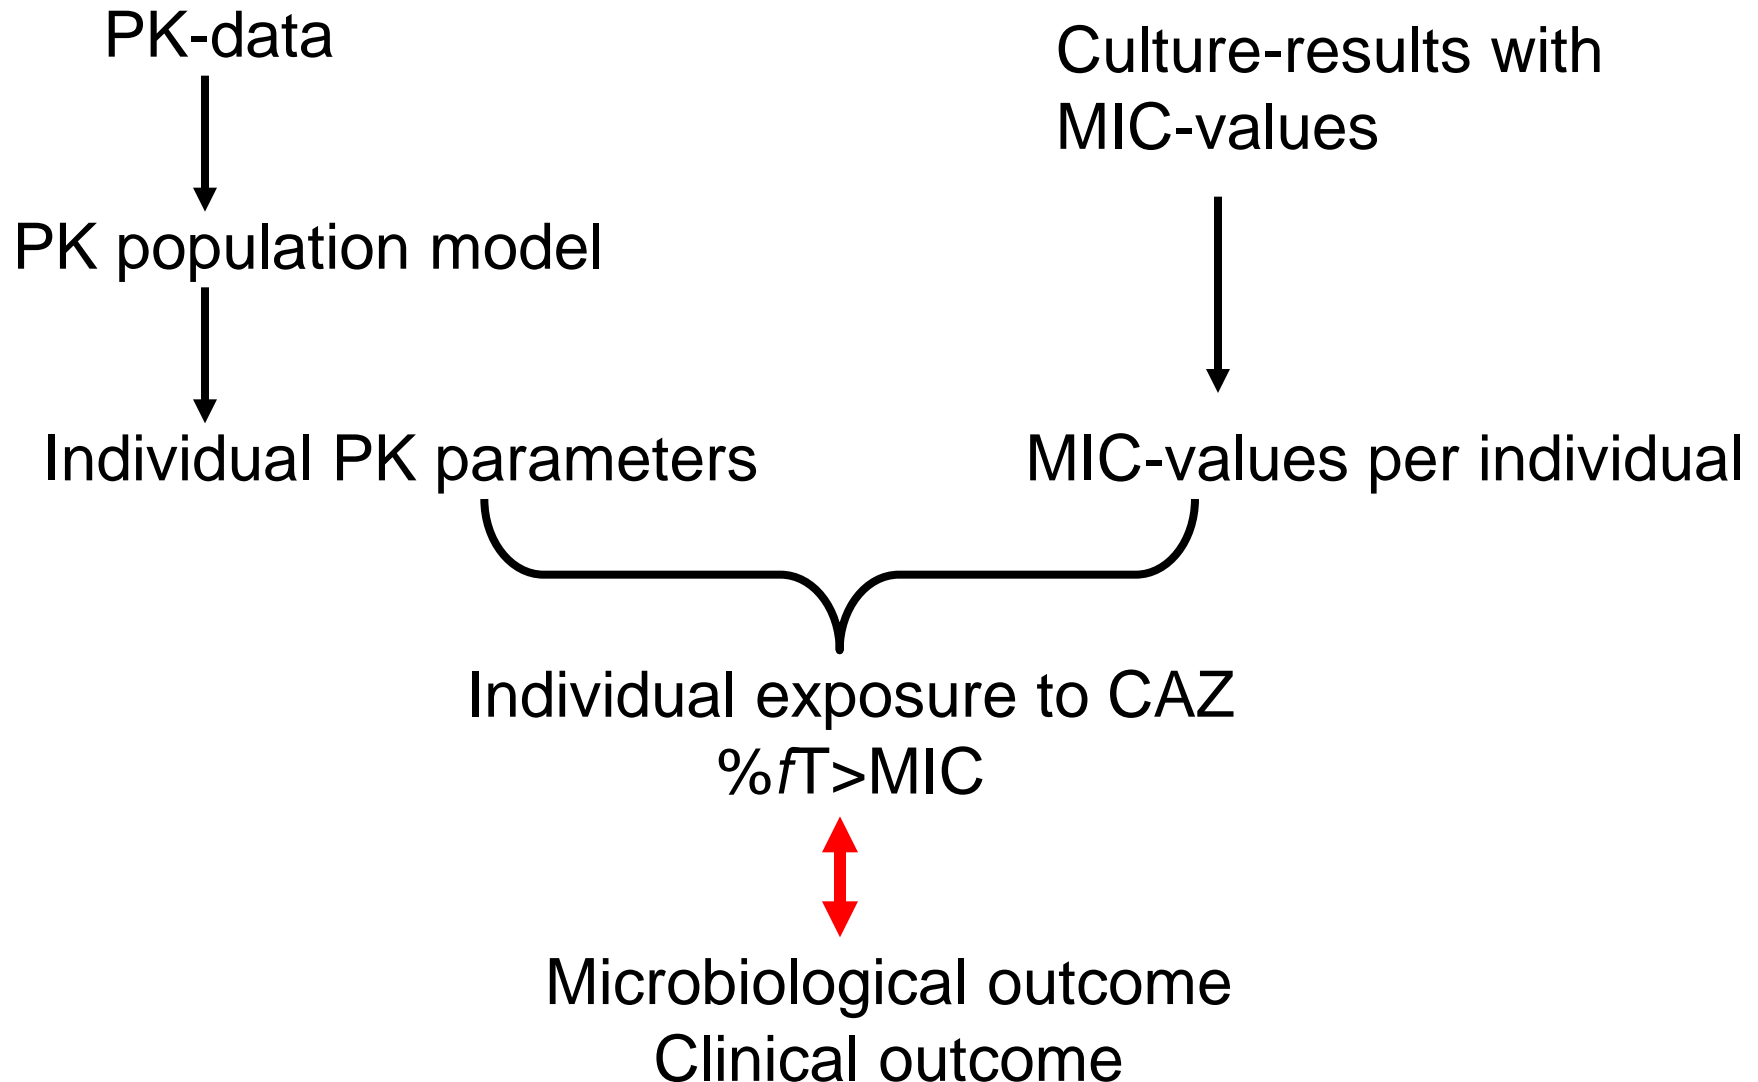 PK-data
Culture-results with
MIC-values
PK population model
Individual PK parameters
MIC-values per individual
Individual exposure to CAZ
%fT>MIC
Microbiological outcome
Clinical outcome